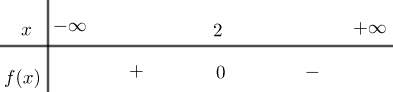 x −∞ 2 +∞
f(x) + 0 −